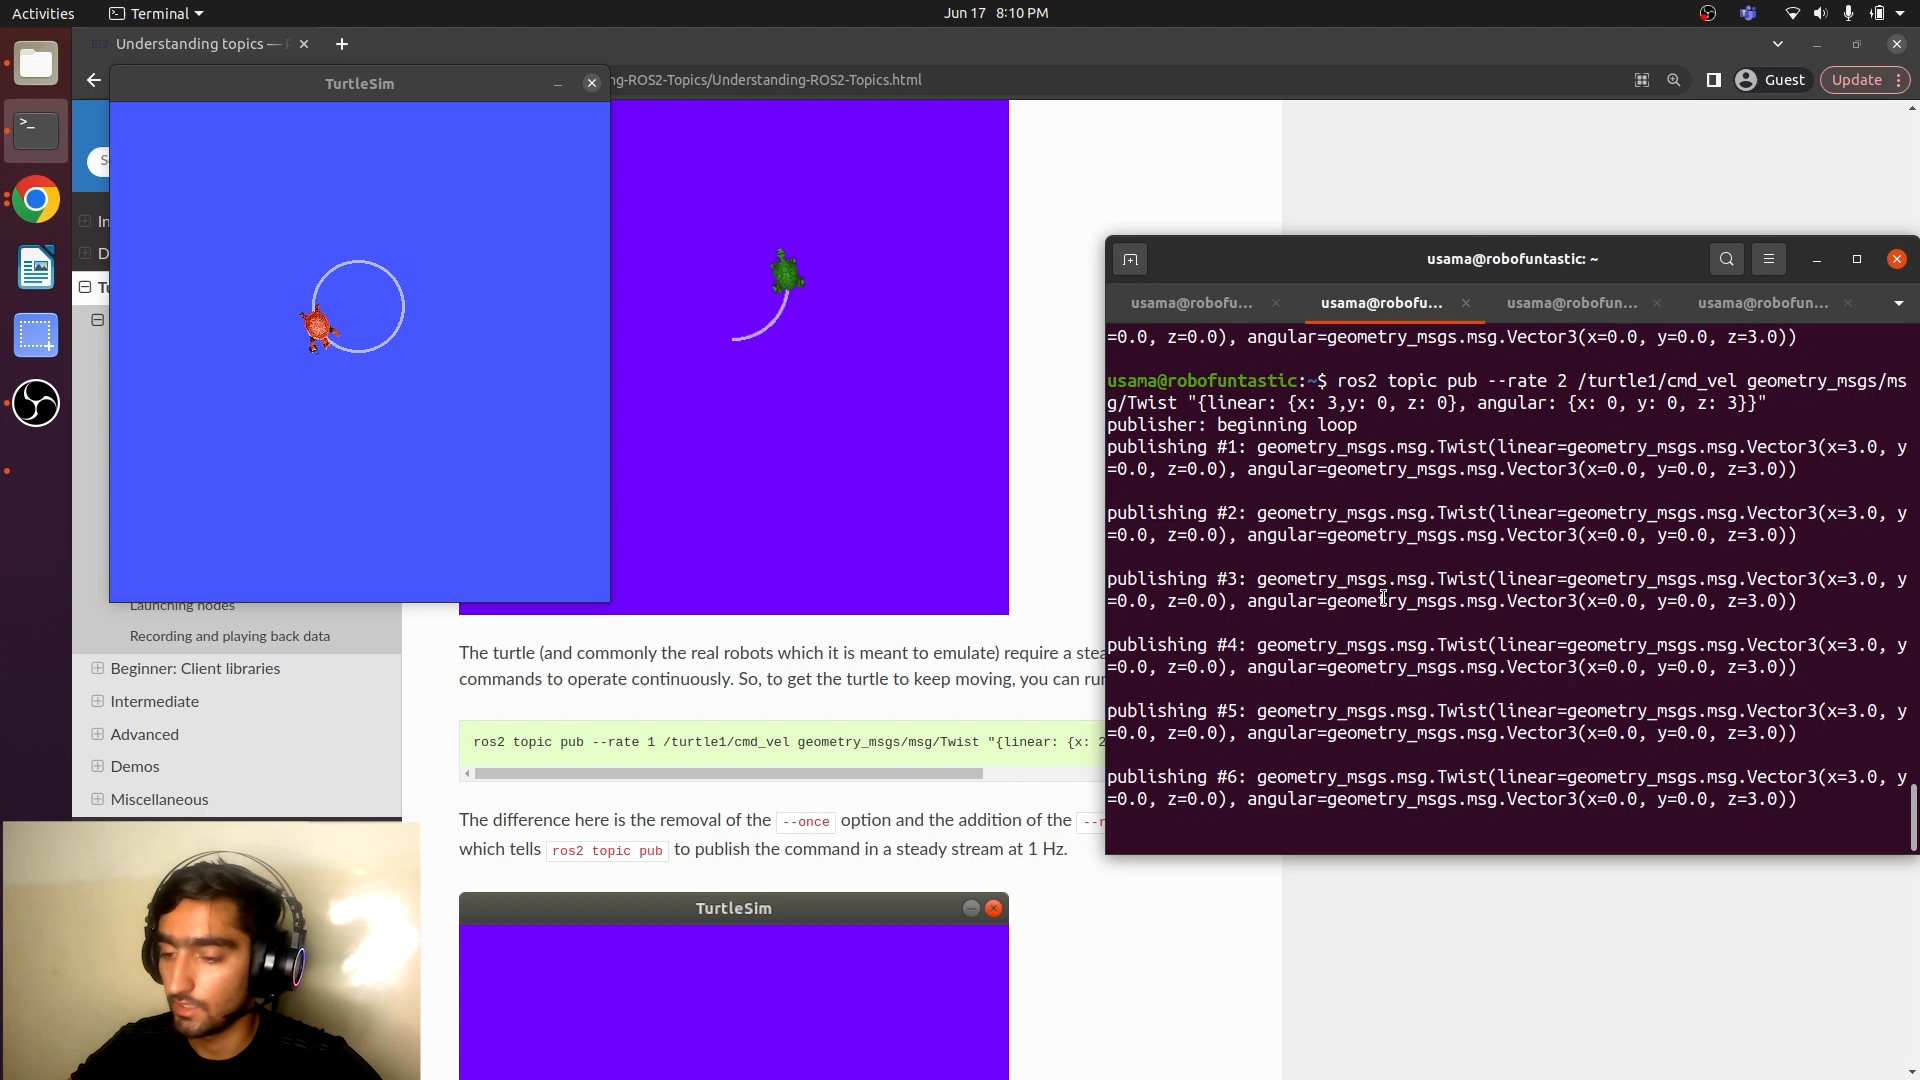 Activities
Terminal
Jun 17 8:10 PM
Understanding topics —
ng-ROS2-Topics/Understanding-ROS2-Topics.html
Guest
Update
TurtleSim
S
In
D
Tu
Launching nodes
Recording and playing back data
Beginner: Client libraries
Intermediate
Advanced
Demos
Miscellaneous
The turtle (and commonly the real robots which it is meant to emulate) require a stea
commands to operate continuously. So, to get the turtle to keep moving, you can run
ros2 topic pub --rate 1 /turtle1/cmd_vel geometry_msgs/msg/Twist "{linear: {x: 2
The difference here is the removal of the --once option and the addition of the --r
which tells ros2 topic pub to publish the command in a steady stream at 1 Hz.
TurtleSim
usama@robofuntastic: ~
usama@robofu...
usama@robofu...
usama@robofun...
usama@robofun...
=0.0, z=0.0), angular=geometry_msgs.msg.Vector3(x=0.0, y=0.0, z=3.0))
usama@robofuntastic:~$ ros2 topic pub --rate 2 /turtle1/cmd_vel geometry_msgs/ms
g/Twist "{linear: {x: 3,y: 0, z: 0}, angular: {x: 0, y: 0, z: 3}}"
publisher: beginning loop
publishing #1: geometry_msgs.msg.Twist(linear=geometry_msgs.msg.Vector3(x=3.0, y
=0.0, z=0.0), angular=geometry_msgs.msg.Vector3(x=0.0, y=0.0, z=3.0))
publishing #2: geometry_msgs.msg.Twist(linear=geometry_msgs.msg.Vector3(x=3.0, y
=0.0, z=0.0), angular=geometry_msgs.msg.Vector3(x=0.0, y=0.0, z=3.0))
publishing #3: geometry_msgs.msg.Twist(linear=geometry_msgs.msg.Vector3(x=3.0, y
=0.0, z=0.0), angular=geometry_msgs.msg.Vector3(x=0.0, y=0.0, z=3.0))
publishing #4: geometry_msgs.msg.Twist(linear=geometry_msgs.msg.Vector3(x=3.0, y
=0.0, z=0.0), angular=geometry_msgs.msg.Vector3(x=0.0, y=0.0, z=3.0))
publishing #5: geometry_msgs.msg.Twist(linear=geometry_msgs.msg.Vector3(x=3.0, y
=0.0, z=0.0), angular=geometry_msgs.msg.Vector3(x=0.0, y=0.0, z=3.0))
publishing #6: geometry_msgs.msg.Twist(linear=geometry_msgs.msg.Vector3(x=3.0, y
=0.0, z=0.0), angular=geometry_msgs.msg.Vector3(x=0.0, y=0.0, z=3.0))